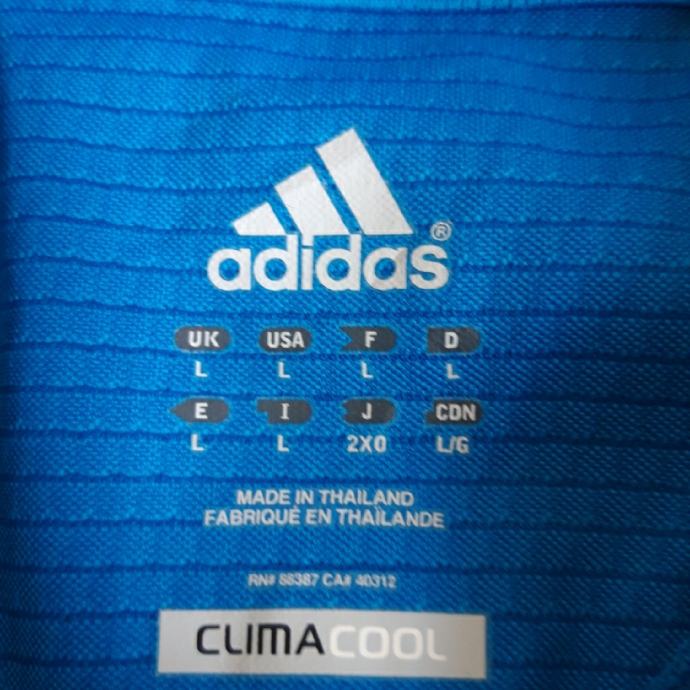 adidas®
UK USA F D
L L L L
E I J CDN
L L 2XO L/G
MADE IN THAILAND
FABRIQUÉ EN THAÏLANDE
RN# 88387 CA# 40312
CLIMACOOL